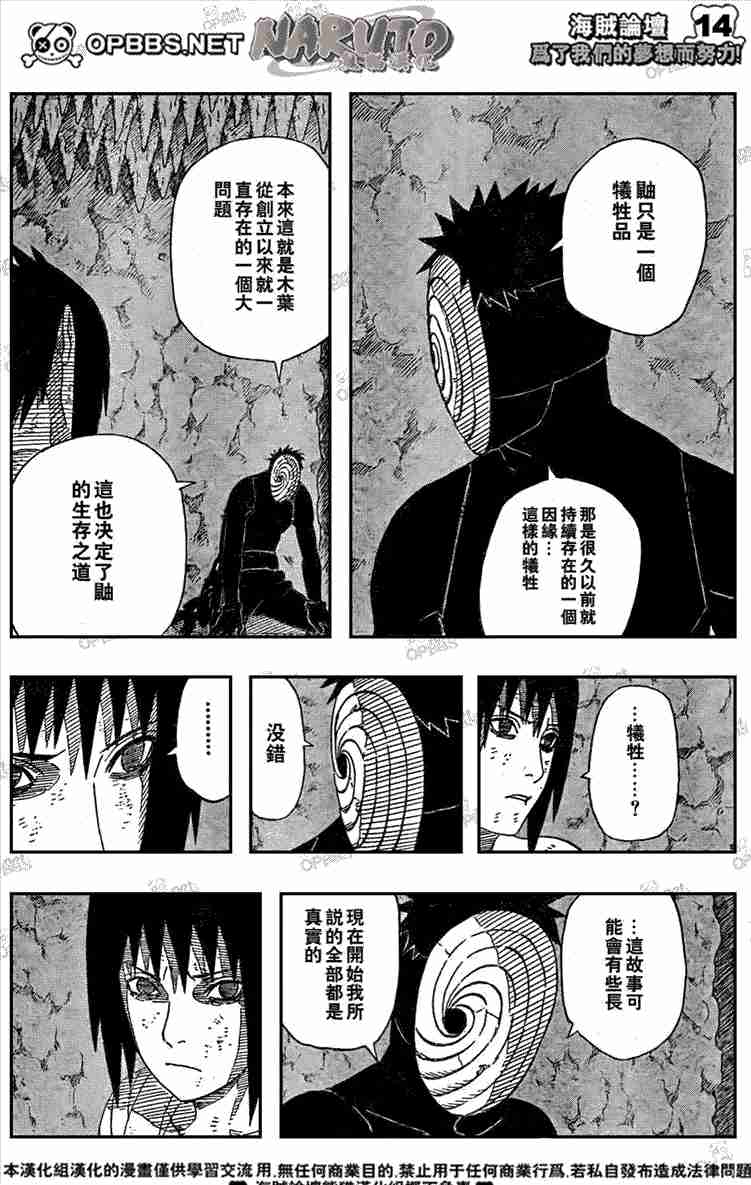 OPBBS.NET
NARUTO
海賊論壇
爲了我們的夢想而努力!
14
鼬只是一個
犧牲品
那是很久以前就
持續存在的一個
因緣…
這樣的犧牲
本來這就是木葉
從創立以來就一
直存在的一個大
問題
這也決定了鼬
的生存之道
…犧牲……?
没錯
………
…這故事可
能會有些長
現在開始我所
説的全部都是
真實的
本漢化組漢化的漫畫僅供學習交流用.無任何商業目的.禁止用于任何商業行爲.若私自發布造成法律問題